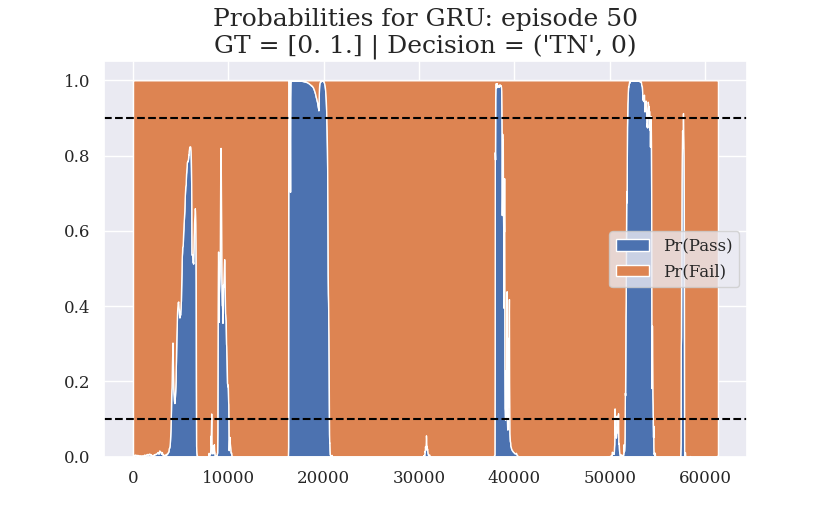 Probabilities for GRU: episode 50
GT = [0. 1.] | Decision = ('TN', 0)
1.0
0.8
0.6
0.4
0.2
0.0
Pr(Pass)
Pr(Fail)
0 10000 20000 30000 40000 50000 60000